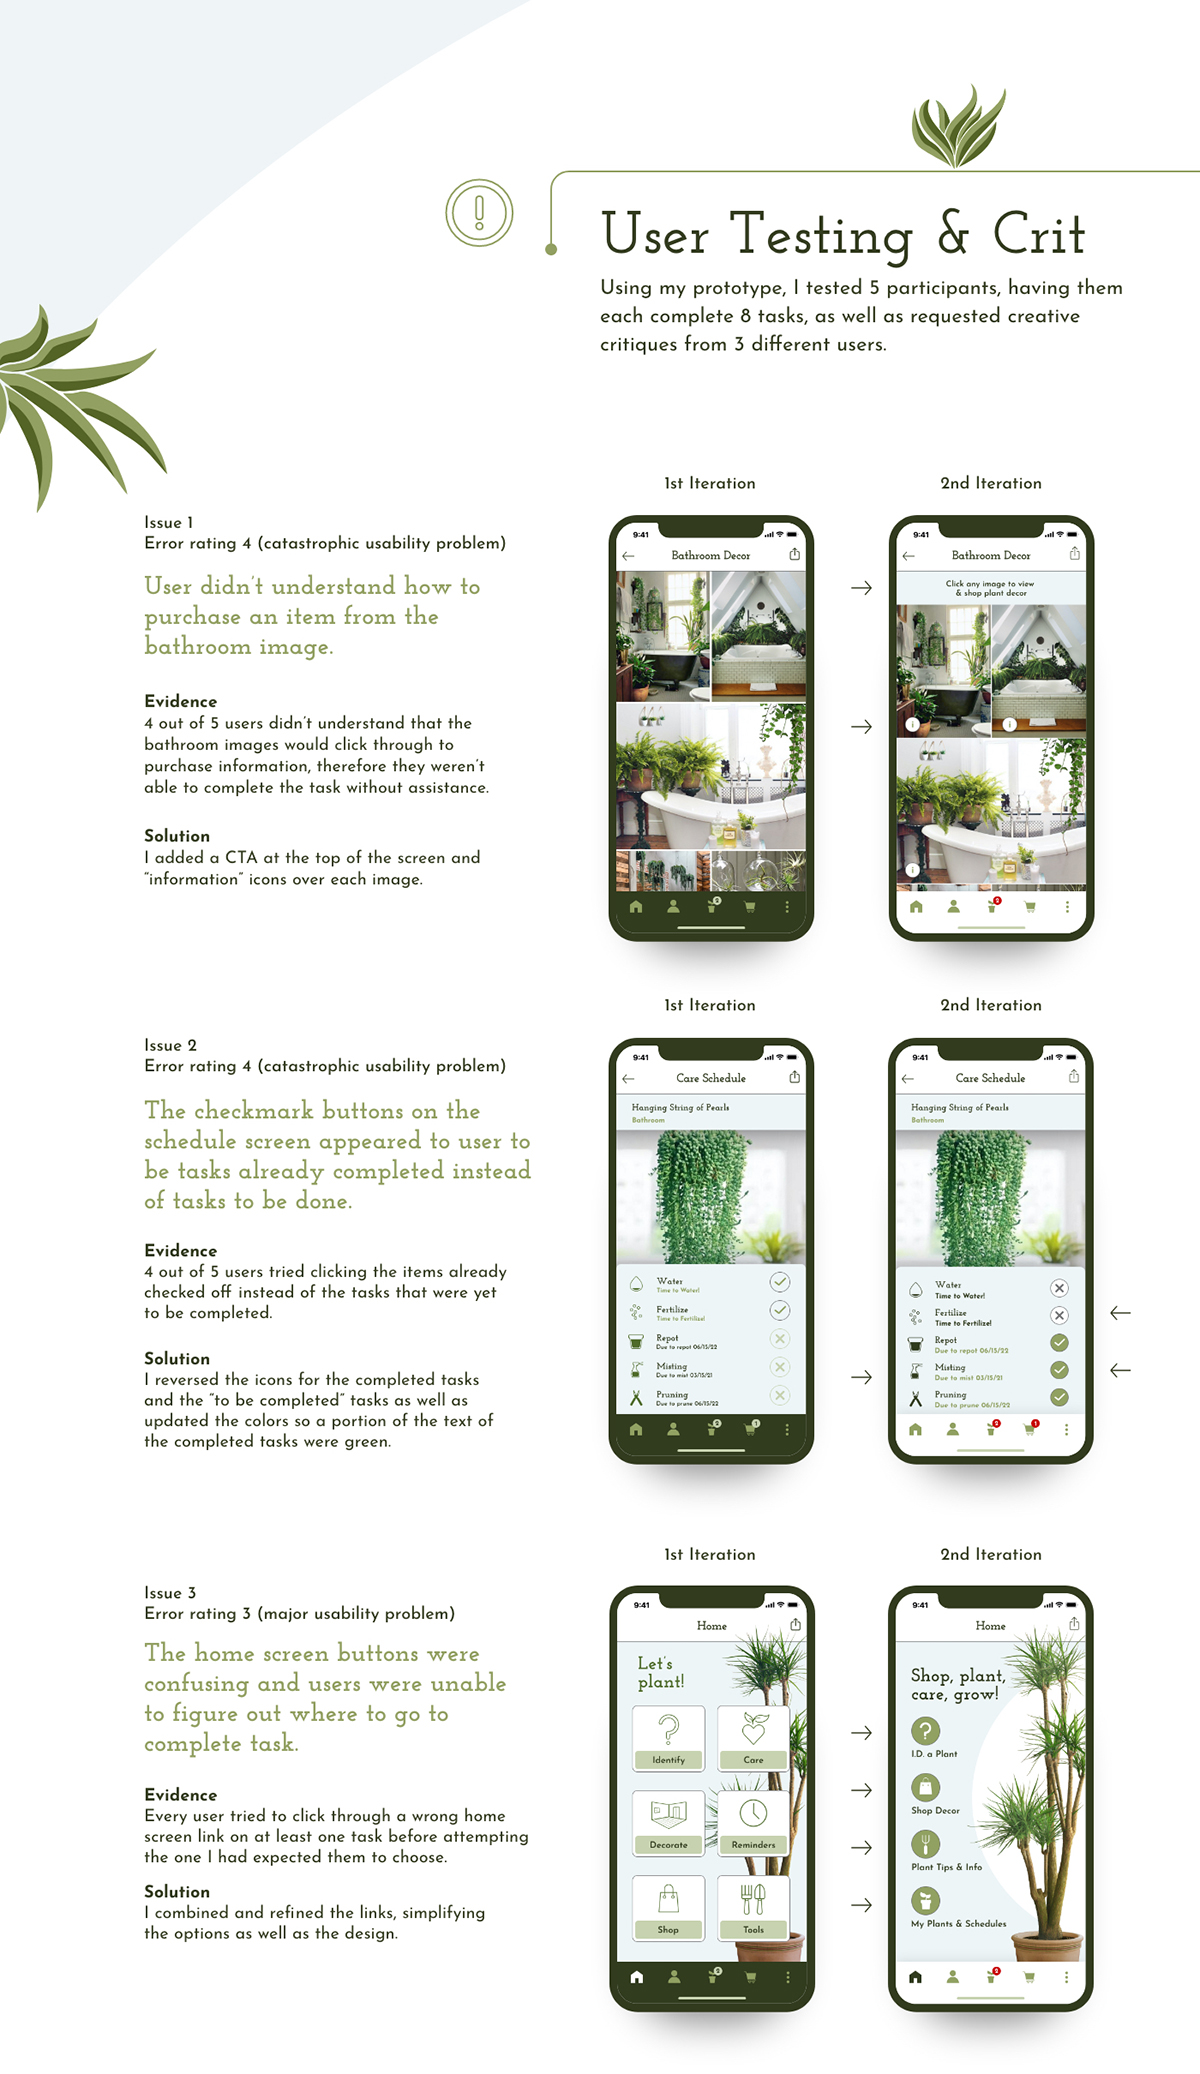 User Testing & Crit
Using my prototype, I tested 5 participants, having them
each complete 8 tasks, as well as requested creative
critiques from 3 different users.
Issue 1
Error rating 4 (catastrophic usability problem)
User didn't understand how to
purchase an item from the
bathroom image.
Evidence
4 out of 5 users didn't understand that the
bathroom images would click through to
purchase information, therefore they weren't
able to complete the task without assistance.
Solution
I added a CTA at the top of the screen and
"information" icons over each image.
1st Iteration
9:41
Bathroom Decor
2
2nd Iteration
9:41
Bathroom Decor
Click any image to view
& shop plant decor
i
i
i
2
Issue 2
Error rating 4 (catastrophic usability problem)
The checkmark buttons on the
schedule screen appeared to user to
be tasks already completed instead
of tasks to be done.
Evidence
4 out of 5 users tried clicking the items already
checked off instead of the tasks that were yet
to be completed.
Solution
I reversed the icons for the completed tasks
and the "to be completed" tasks as well as
updated the colors so a portion of the text of
the completed tasks were green.
1st Iteration
9:41
Care Schedule
Hanging String of Pearls
Bathroom
Water
Time to Water!
Fertilize
Time to Fertilize!
Repot
Due to repot 06/15/22
Misting
Due to mist 03/15/21
Pruning
Due to prune 06/15/22
2
1
2nd Iteration
9:41
Care Schedule
Hanging String of Pearls
Bathroom
Water
Time to Water!
Fertilize
Time to Fertilize!
Repot
Due to repot 06/15/22
Misting
Due to mist 03/15/21
Pruning
Due to prune 06/15/22
2
1
Issue 3
Error rating 3 (major usability problem)
The home screen buttons were
confusing and users were unable
to figure out where to go to
complete task.
Evidence
Every user tried to click through a wrong home
screen link on at least one task before attempting
the one I had expected them to choose.
Solution
I combined and refined the links, simplifying
the options as well as the design.
1st Iteration
9:41
Home
Let's
plant!
Identify
Care
Decorate
Reminders
Shop
Tools
2
2nd Iteration
9:41
Home
Shop, plant,
care, grow!
?
I.D. a Plant
Shop Decor
Plant Tips & Info
My Plants & Schedules
2